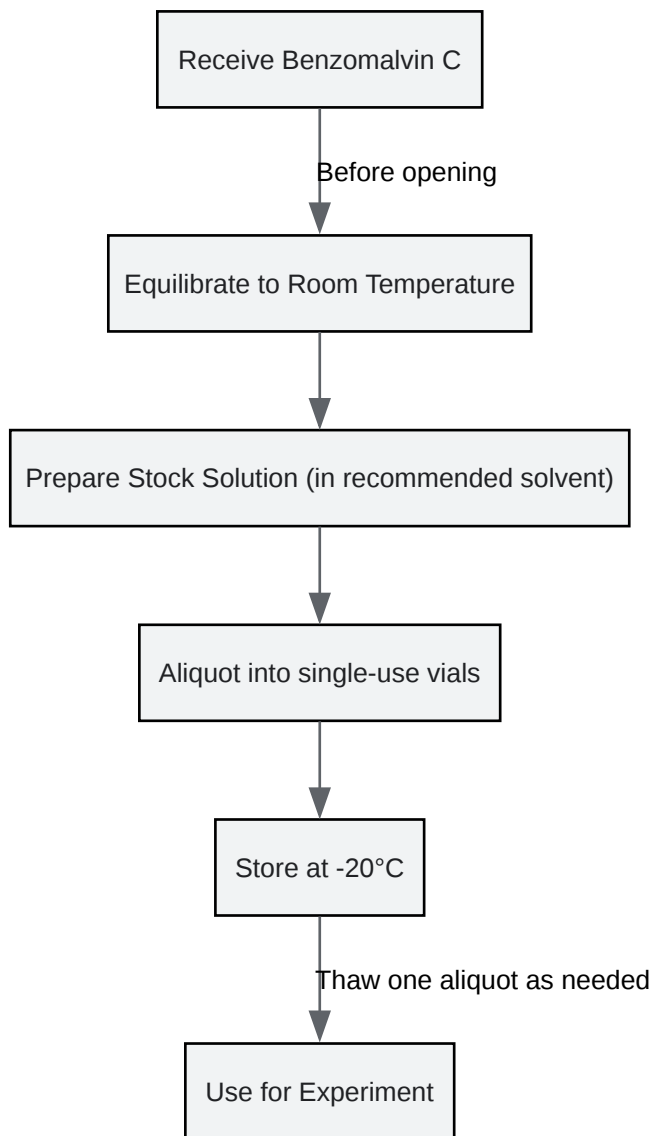 Receive Benzomalvin C
Before opening
Equilibrate to Room Temperature
Prepare Stock Solution (in recommended solvent)
Aliquot into single-use vials
Store at -20°C
Thaw one aliquot as needed
Use for Experiment